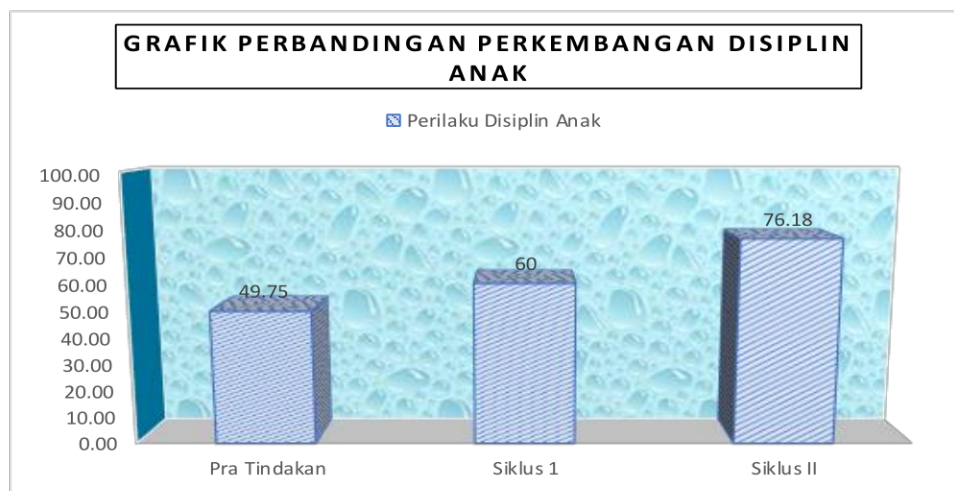 GRAFIK PERBANDINGAN PERKEMBANGAN DISIPLIN
ANAK
Perilaku Disiplin Anak
100.00
90.00
80.00
70.00
60.00
50.00
40.00
30.00
20.00
10.00
0.00
49.75
60
76.18
Pra Tindakan
Siklus 1
Siklus II